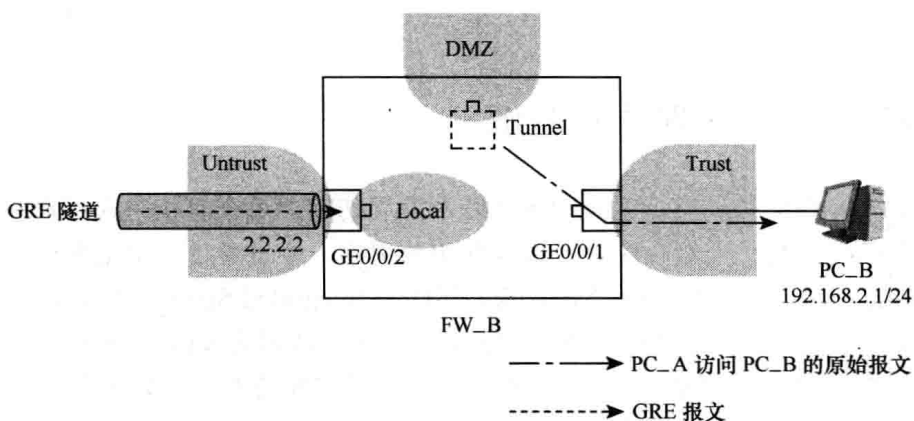 DMZ
Tunnel
Untrust
Trust
GRE 隧道
Local
2.2.2.2
GE0/0/2
GE0/0/1
PC_B
192.168.2.1/24
FW_B
PC_A 访问 PC_B 的原始报文
GRE 报文